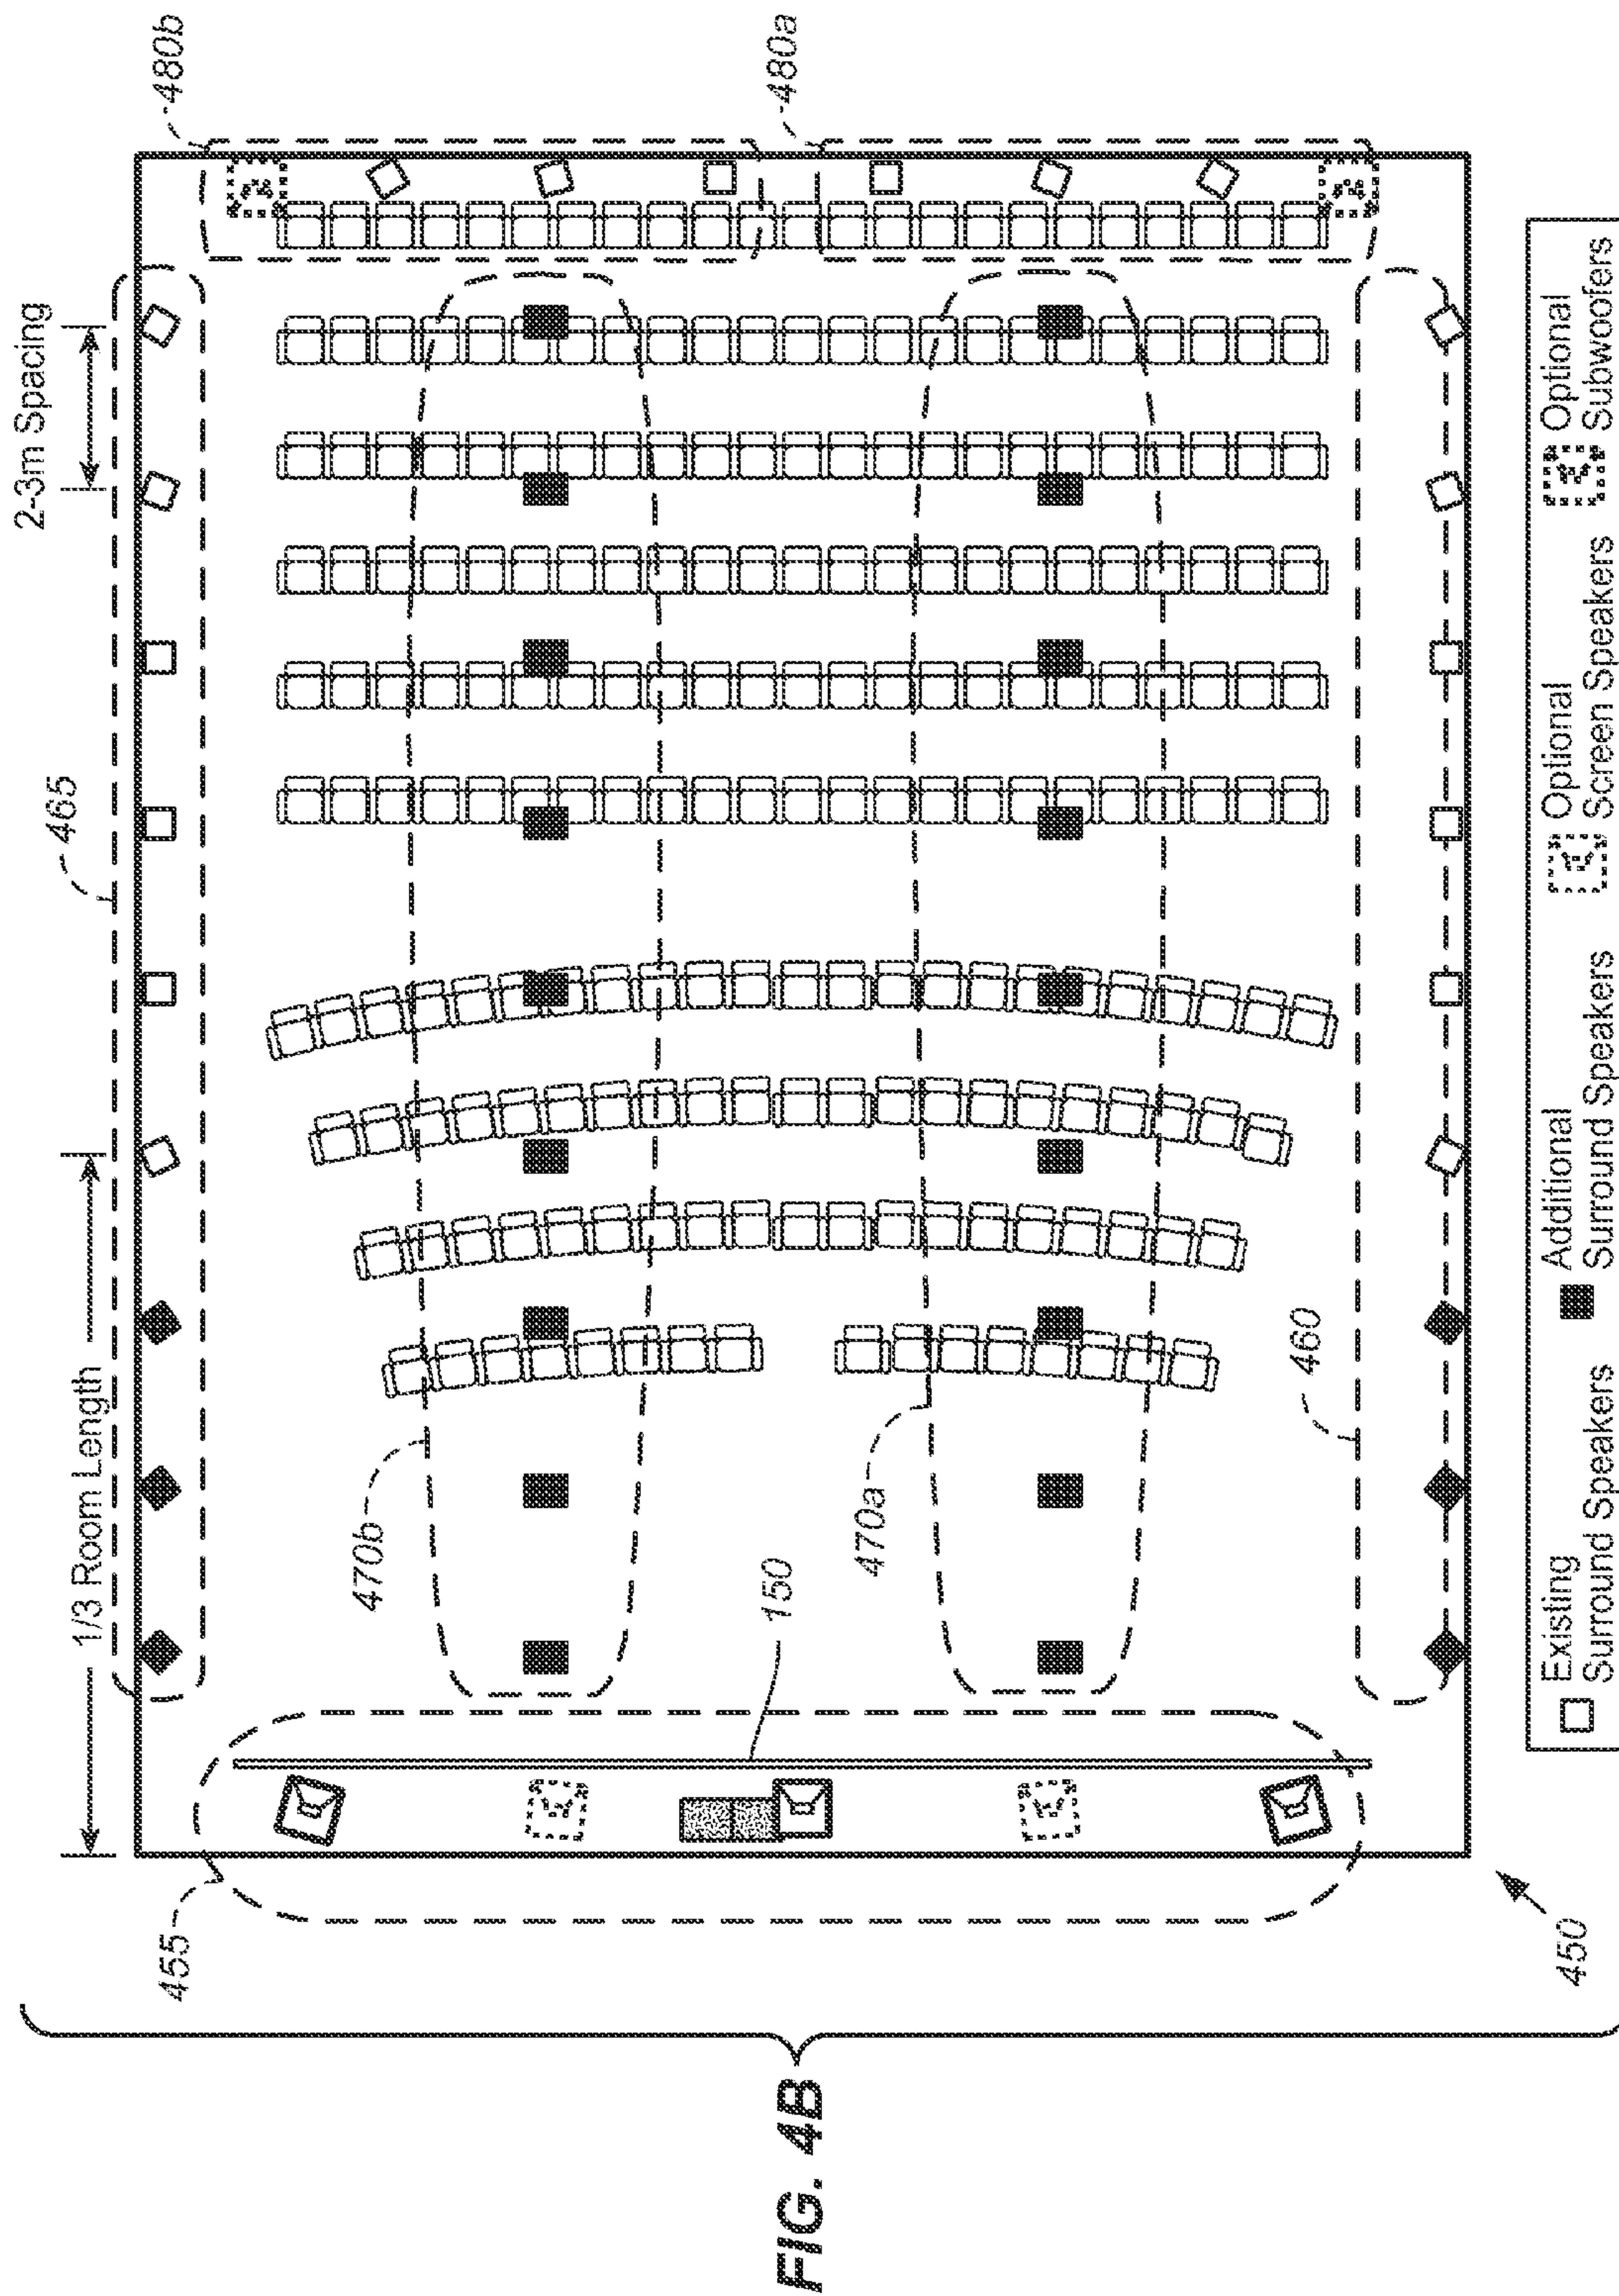 2-3m Spacing
480b
480a
465
1/3 Room Length
470b
470a
150
460
455
450
Existing
Surround Speakers
Additional
Surround Speakers
Optional
Screen Speakers
Optional
Subwoofers
FIG. 4B